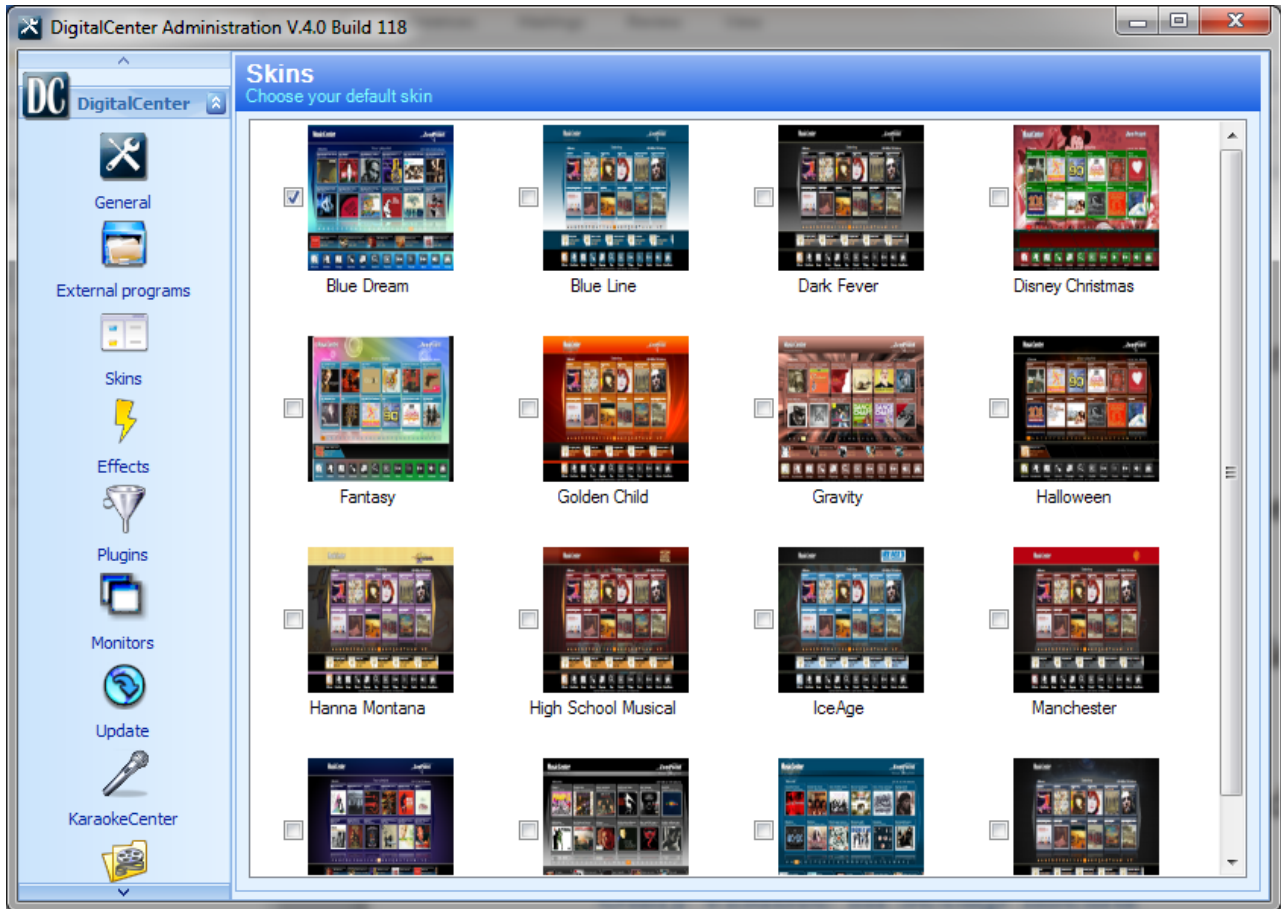 DigitalCenter Administration V.4.0 Build 118
Skins
Choose your default skin
DC
DigitalCenter
General
External programs
Skins
Effects
Plugins
Monitors
Update
KaraokeCenter
Blue Dream
Blue Line
Dark Fever
Disney Christmas
Fantasy
Golden Child
Gravity
Halloween
Hanna Montana
High School Musical
IceAge
Manchester